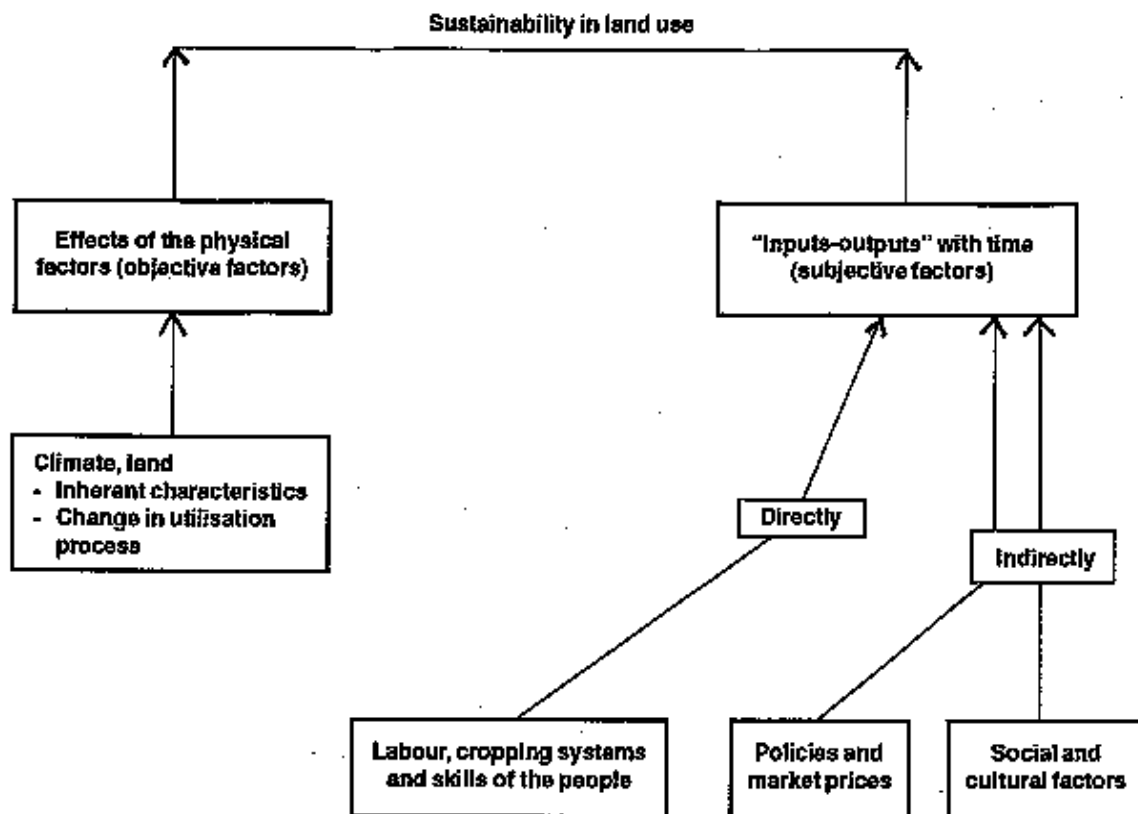 Sustainability in land use
Effects of the physical
factors (objective factors)
"Inputs-outputs" with time
(subjective factors)
Climate, land
- Inherent characteristics
- Change in utilisation
process
Directly
Indirectly
Labour, cropping systems
and skills of the people
Policies and
market prices
Social and
cultural factors